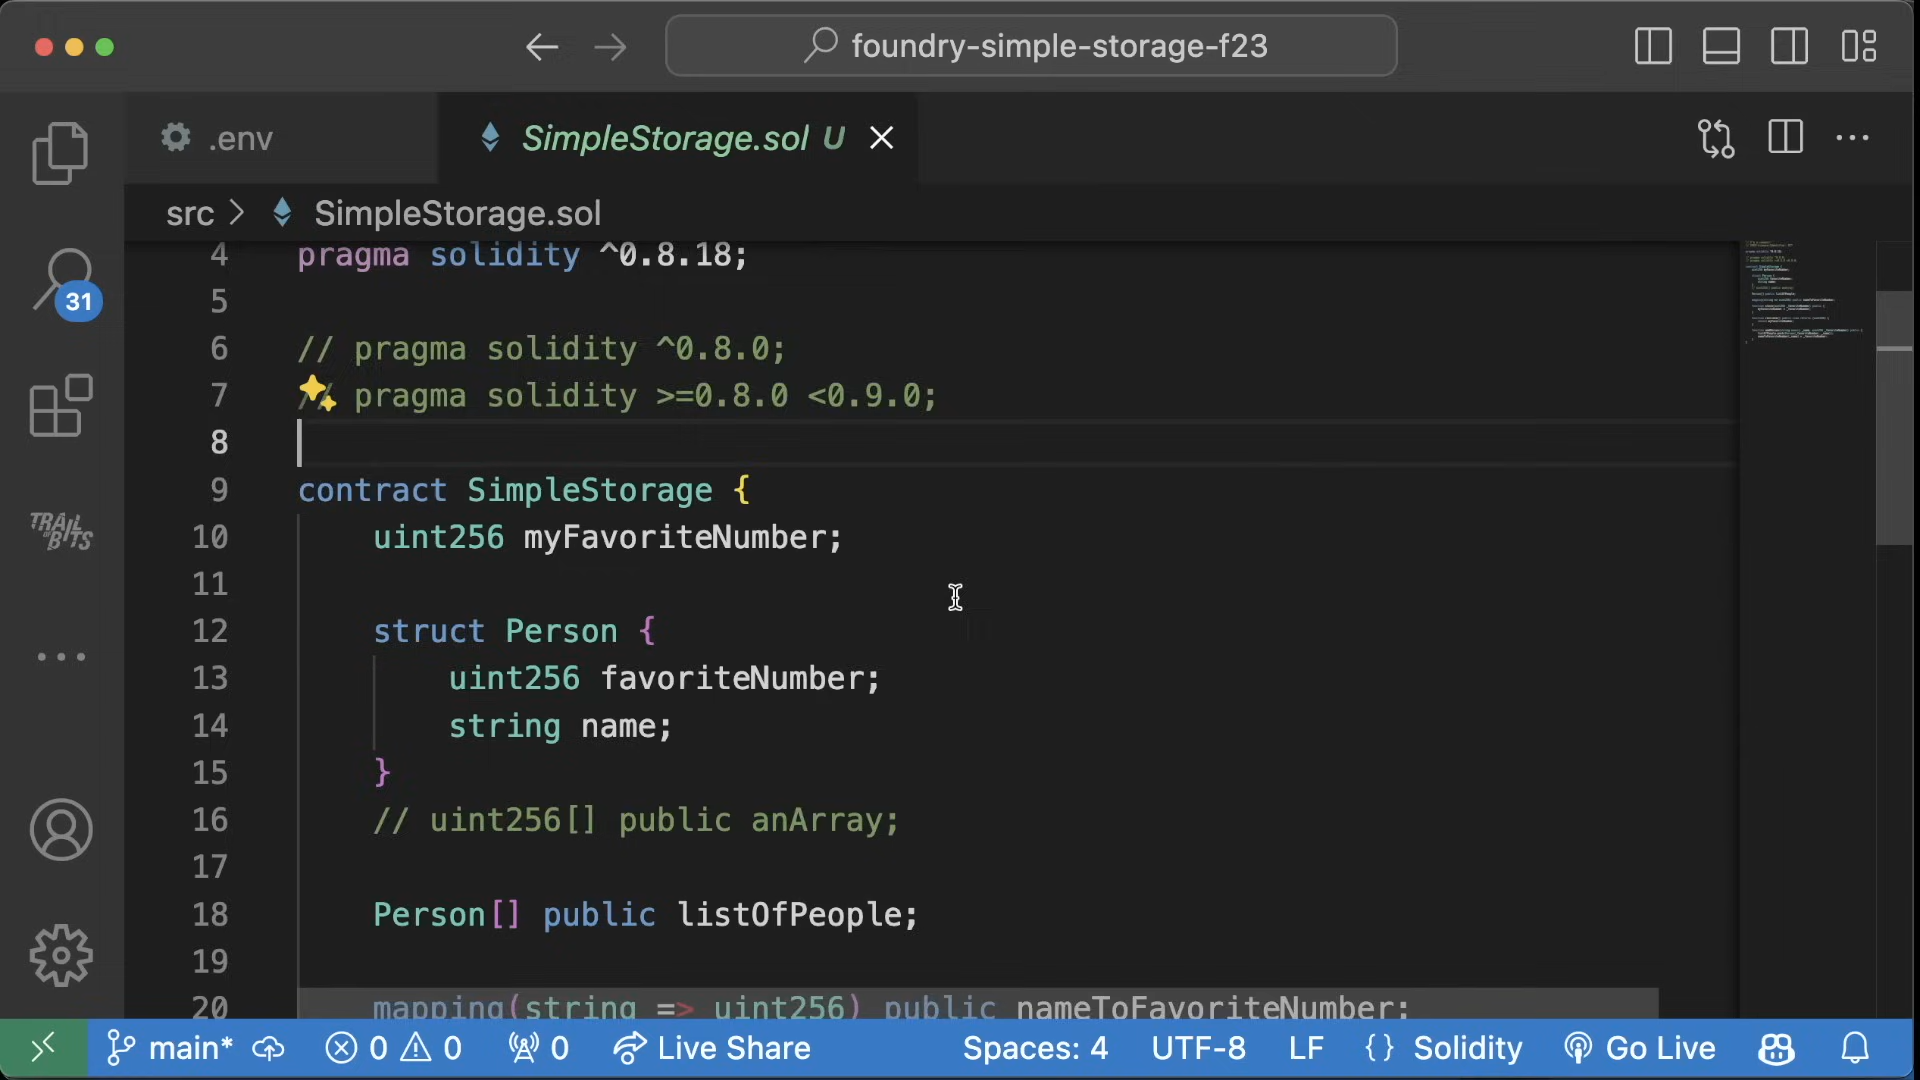 foundry-simple-storage-f23
.env
SimpleStorage.sol U
src > SimpleStorage.sol
4 pragma solidity ^0.8.18;
5
6 // pragma solidity ^0.8.0;
7 // pragma solidity >=0.8.0 <0.9.0;
8
9 contract SimpleStorage {
10 uint256 myFavoriteNumber;
11
12 struct Person {
13 uint256 favoriteNumber;
14 string name;
15 }
16 // uint256[] public anArray;
17
18 Person[] public listOfPeople;
19
20 mapping(string => uint256) public nameToFavoriteNumber;
31
TRAIL OF BITS
main* 0 0 0 Live Share Spaces: 4 UTF-8 LF {} Solidity Go Live